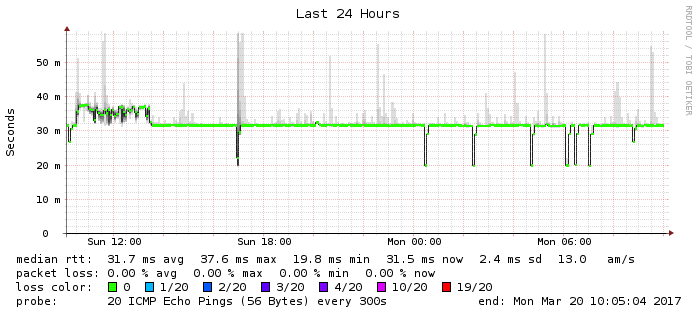 Last 24 Hours
RRDTOOL / TOBI OETIKER
Seconds
50 m
40 m
30 m
20 m
10 m
0
Sun 12:00 Sun 18:00 Mon 00:00 Mon 06:00
median rtt: 31.7 ms avg 37.6 ms max 19.8 ms min 31.5 ms now 2.4 ms sd 13.0 am/s
packet loss: 0.00 % avg 0.00 % max 0.00 % min 0.00 % now
loss color: 0 1/20 2/20 3/20 4/20 10/20 19/20
probe: 20 ICMP Echo Pings (56 Bytes) every 300s end: Mon Mar 20 10:05:04 2017